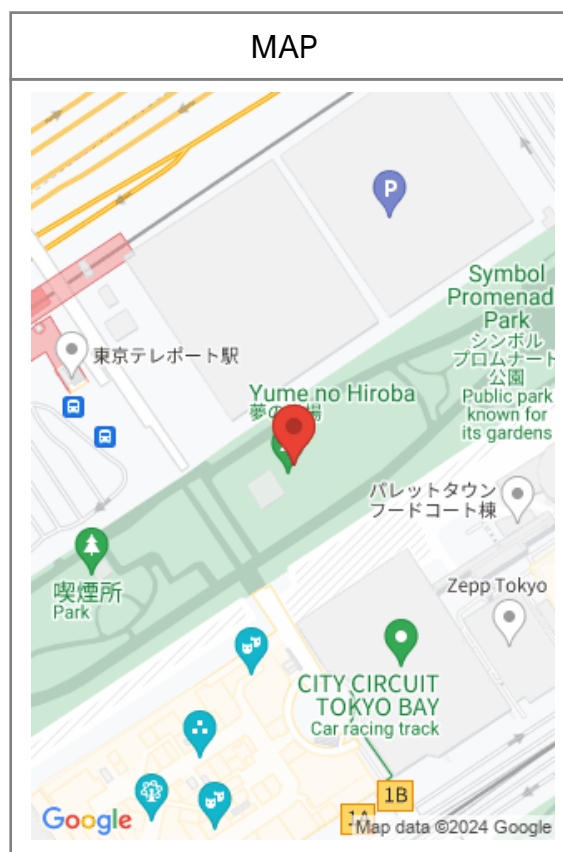 MAP
P
Symbol
Promenad
Park
シンボル
プロムナード
公園
Public park
known for
its gardens
東京テレポート駅
Yume no Hiroba
夢の 場
パレットタウン
フードコート棟
喫煙所
Park
Zepp Tokyo
CITY CIRCUIT
TOKYO BAY
Car racing track
1B
1A
Google
Map data ©2024 Google